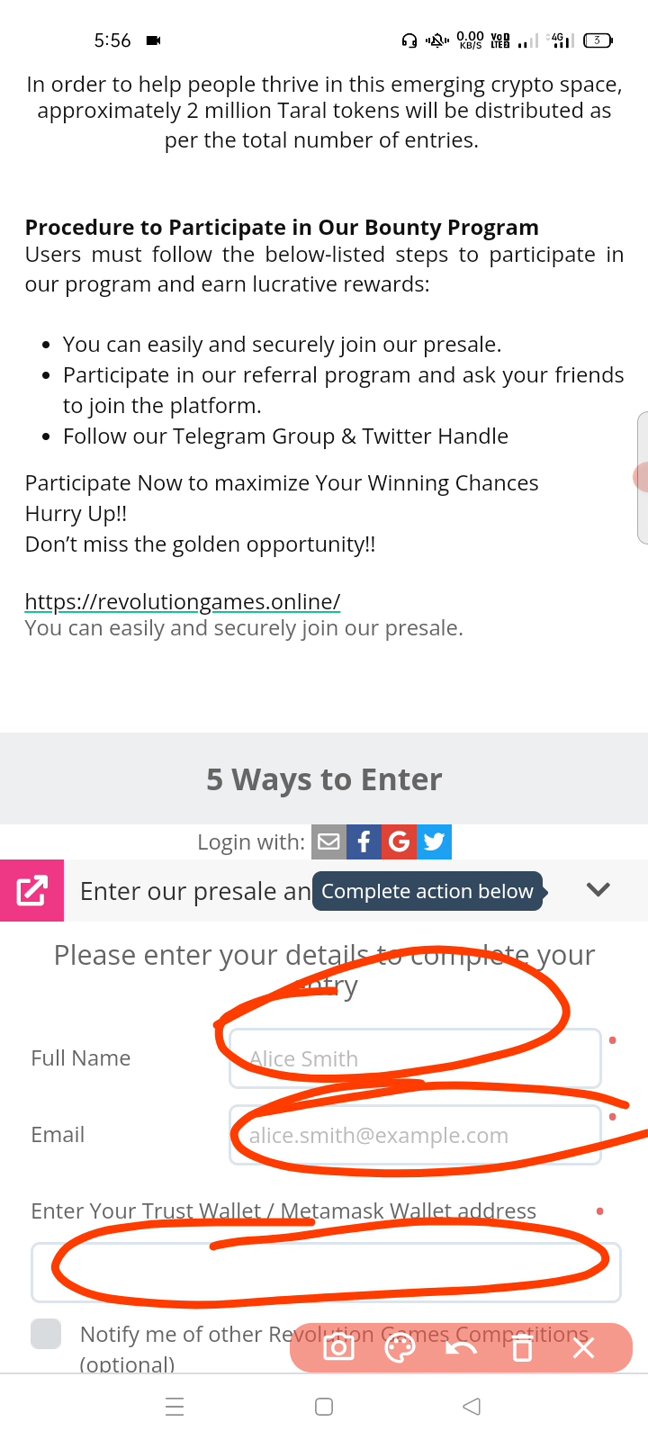 5:56
0.00 KB/S
4G
3
In order to help people thrive in this emerging crypto space,
approximately 2 million Taral tokens will be distributed as
per the total number of entries.
Procedure to Participate in Our Bounty Program
Users must follow the below-listed steps to participate in
our program and earn lucrative rewards:
• You can easily and securely join our presale.
• Participate in our referral program and ask your friends
to join the platform.
• Follow our Telegram Group & Twitter Handle
Participate Now to maximize Your Winning Chances
Hurry Up!!
Don't miss the golden opportunity!!
https://revolutiongames.online/
You can easily and securely join our presale.
5 Ways to Enter
Login with:
Enter our presale an
Complete action below
Please enter your details to complete your
entry
Full Name
Alice Smith
Email
alice.smith@example.com
Enter Your Trust Wallet / Metamask Wallet address
Notify me of other Revolution Games Competitions
(optional)